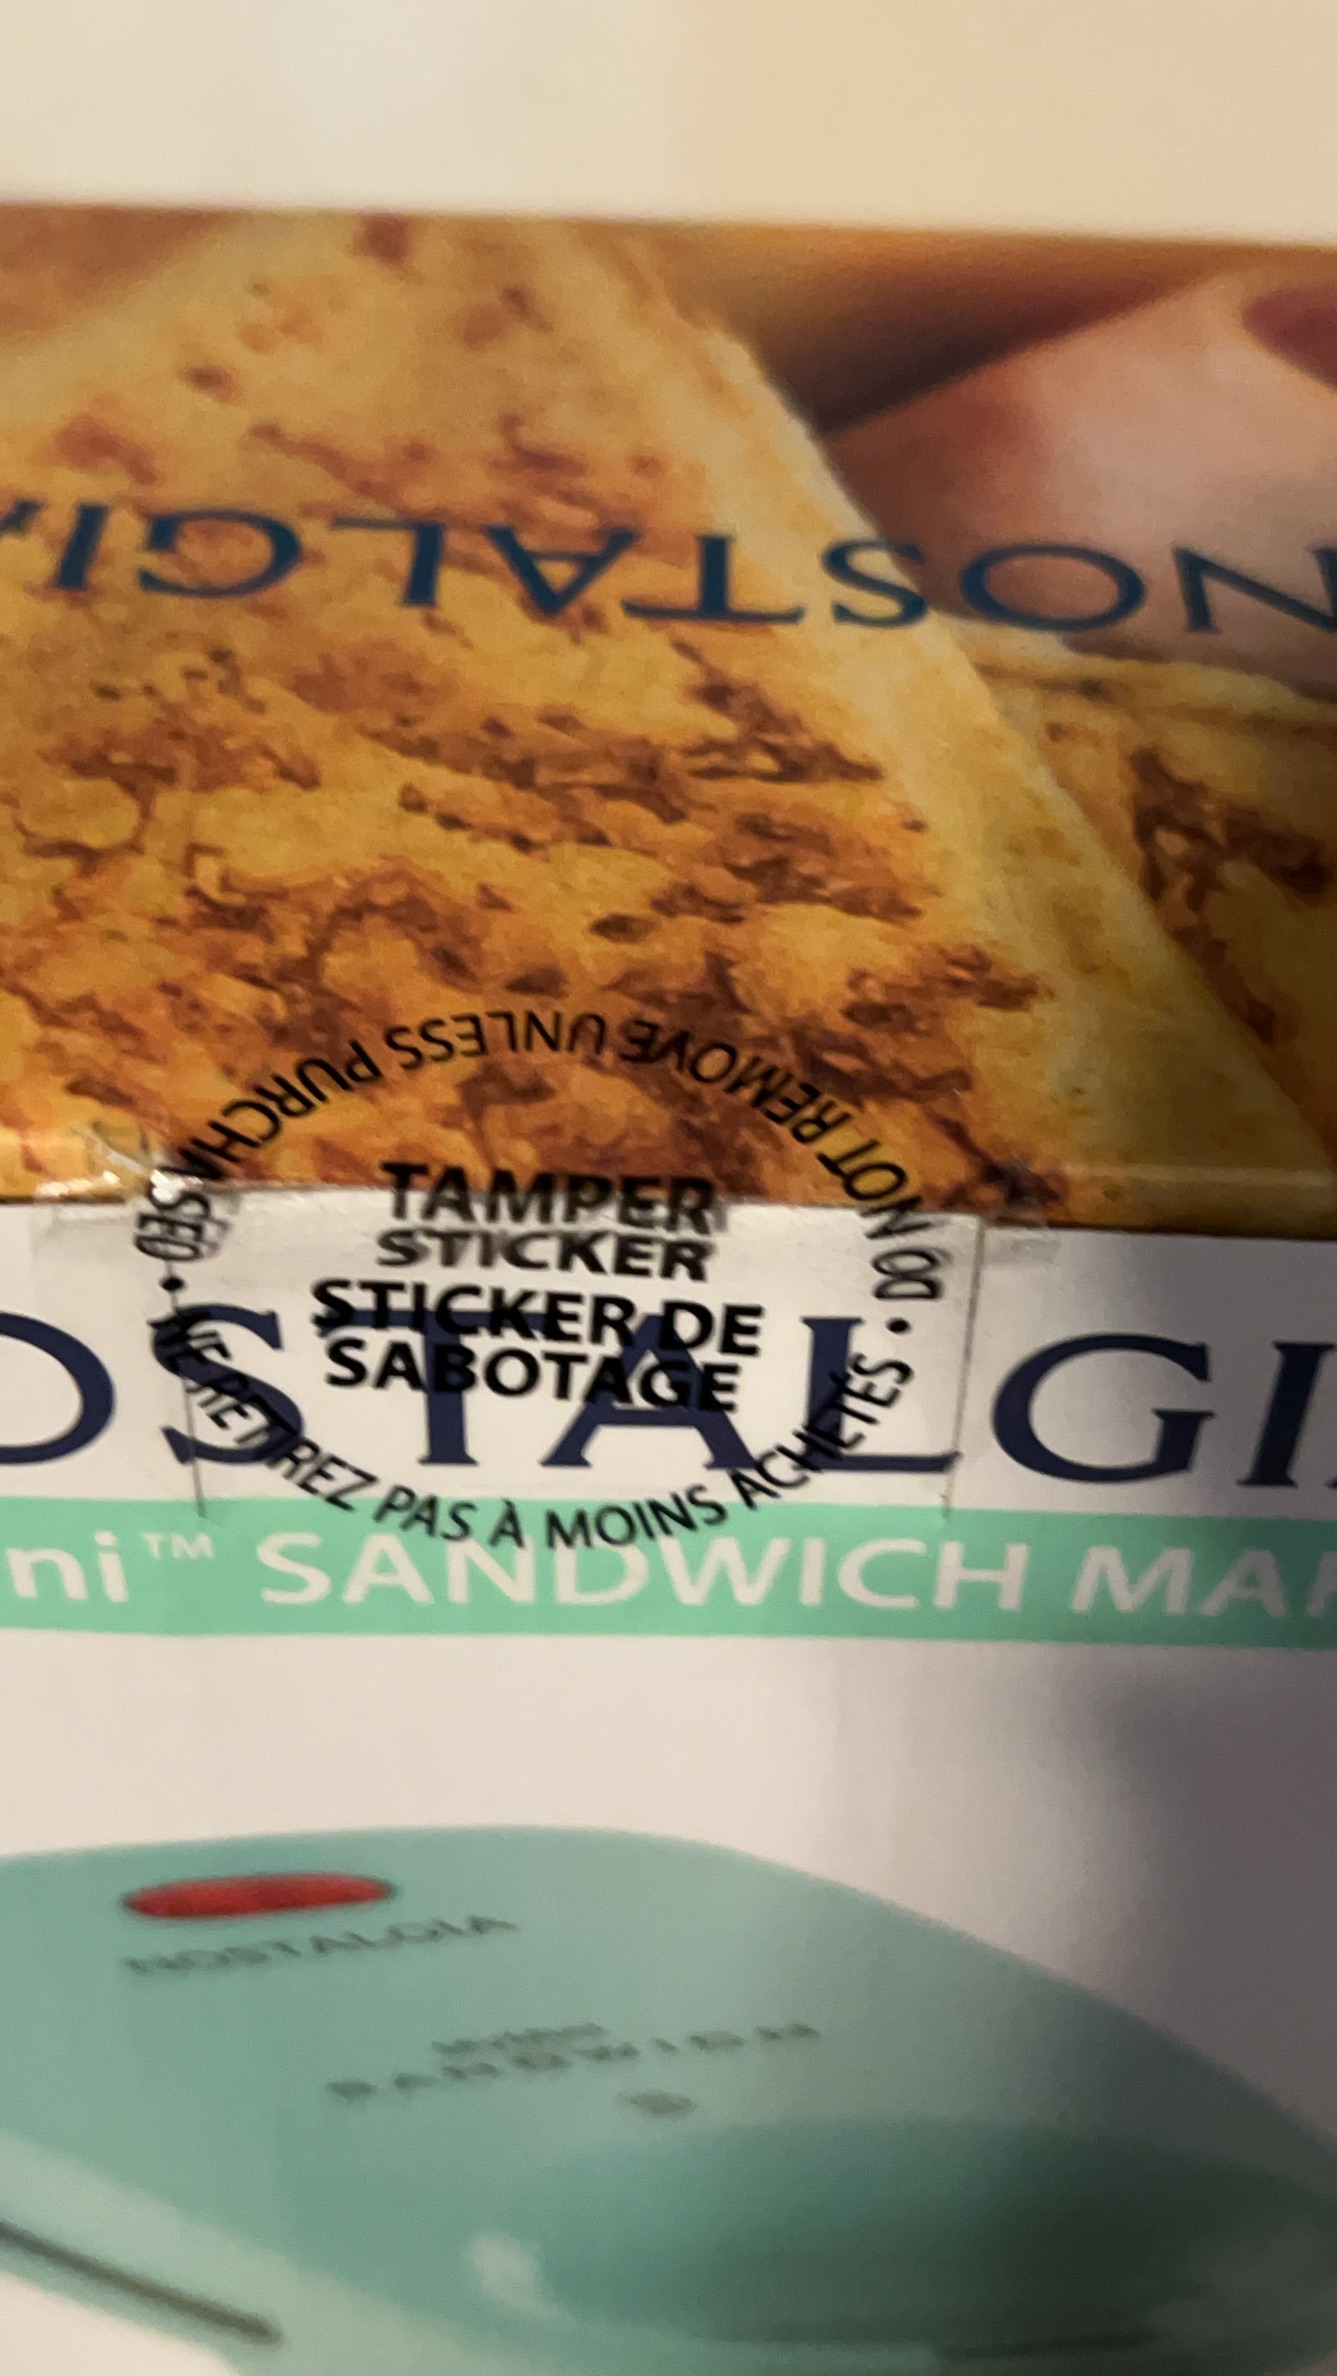 NOSTALGIA
DO NOT REMOVE UNLESS PURCHASED •
TAMPER
STICKER
STICKER DE
SABOTAGE
NE RETIREZ PAS À MOINS ACHETÉS •
OSTALGI
ni™ SANDWICH MA
NOSTALGIA
SANDWICH